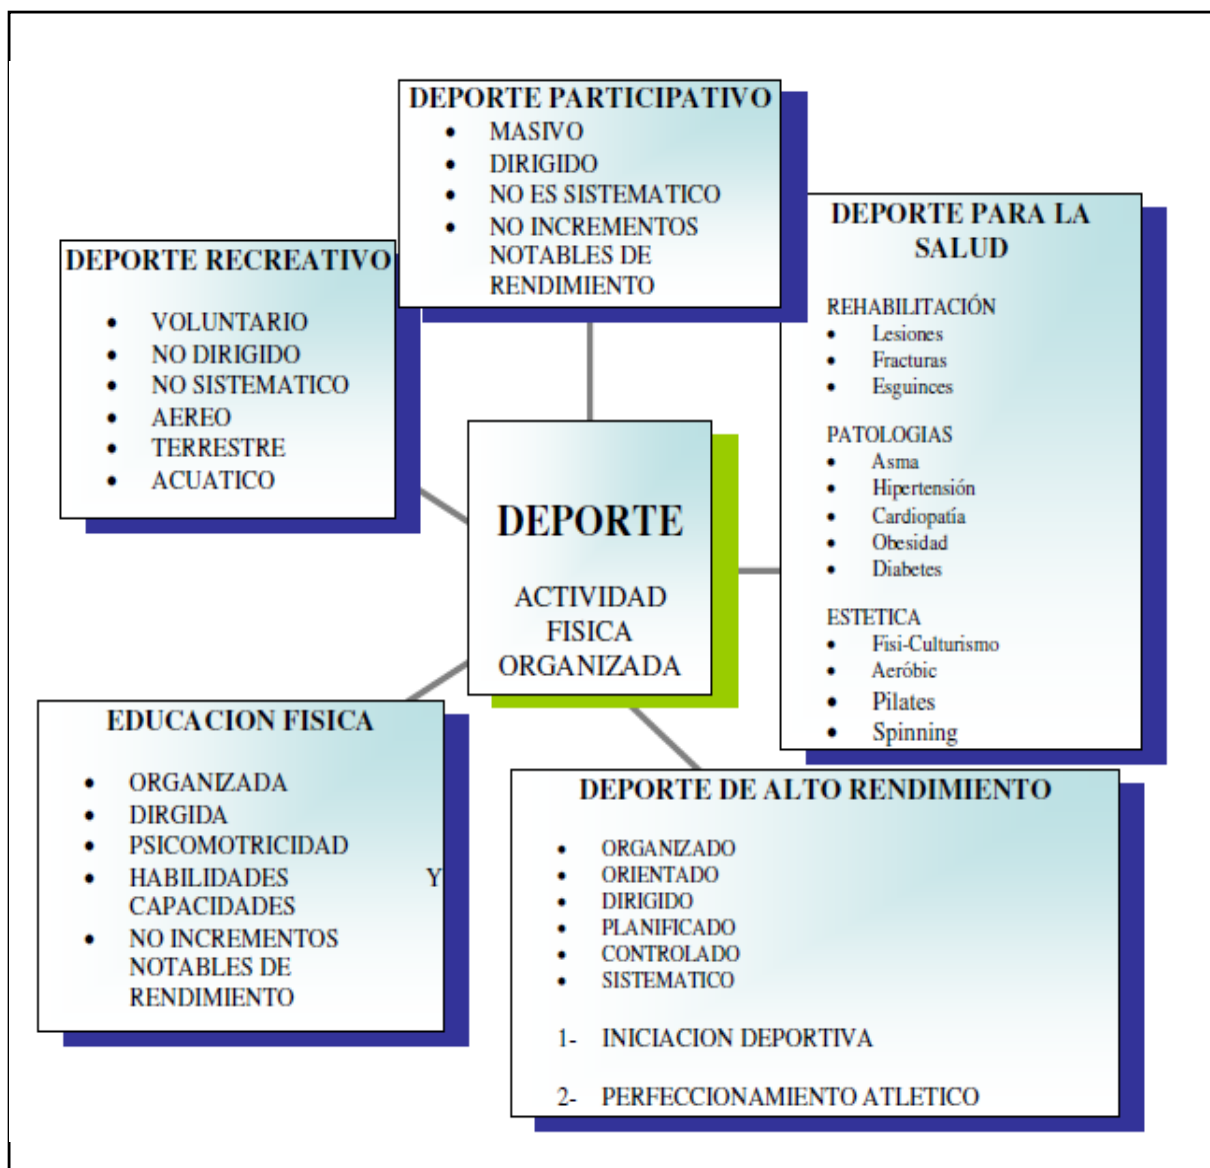 DEPORTE PARTICIPATIVO
• MASIVO
• DIRIGIDO
• NO ES SISTEMATICO
• NO INCREMENTOS
NOTABLES DE
RENDIMIENTO
DEPORTE PARA LA
SALUD
REHABILITACIÓN
• Lesiones
• Fracturas
• Esguinces
PATOLOGIAS
• Asma
• Hipertensión
• Cardiopatía
• Obesidad
• Diabetes
ESTETICA
• Fisi-Culturismo
• Aeróbic
• Pilates
• Spinning
DEPORTE RECREATIVO
• VOLUNTARIO
• NO DIRIGIDO
• NO SISTEMATICO
• AEREO
• TERRESTRE
• ACUATICO
DEPORTE
ACTIVIDAD
FISICA
ORGANIZADA
EDUCACION FISICA
• ORGANIZADA
• DIRGIDA
• PSICOMOTRICIDAD
• HABILIDADES Y
CAPACIDADES
• NO INCREMENTOS
NOTABLES DE
RENDIMIENTO
DEPORTE DE ALTO RENDIMIENTO
• ORGANIZADO
• ORIENTADO
• DIRIGIDO
• PLANIFICADO
• CONTROLADO
• SISTEMATICO
1- INICIACION DEPORTIVA
2- PERFECCIONAMIENTO ATLETICO